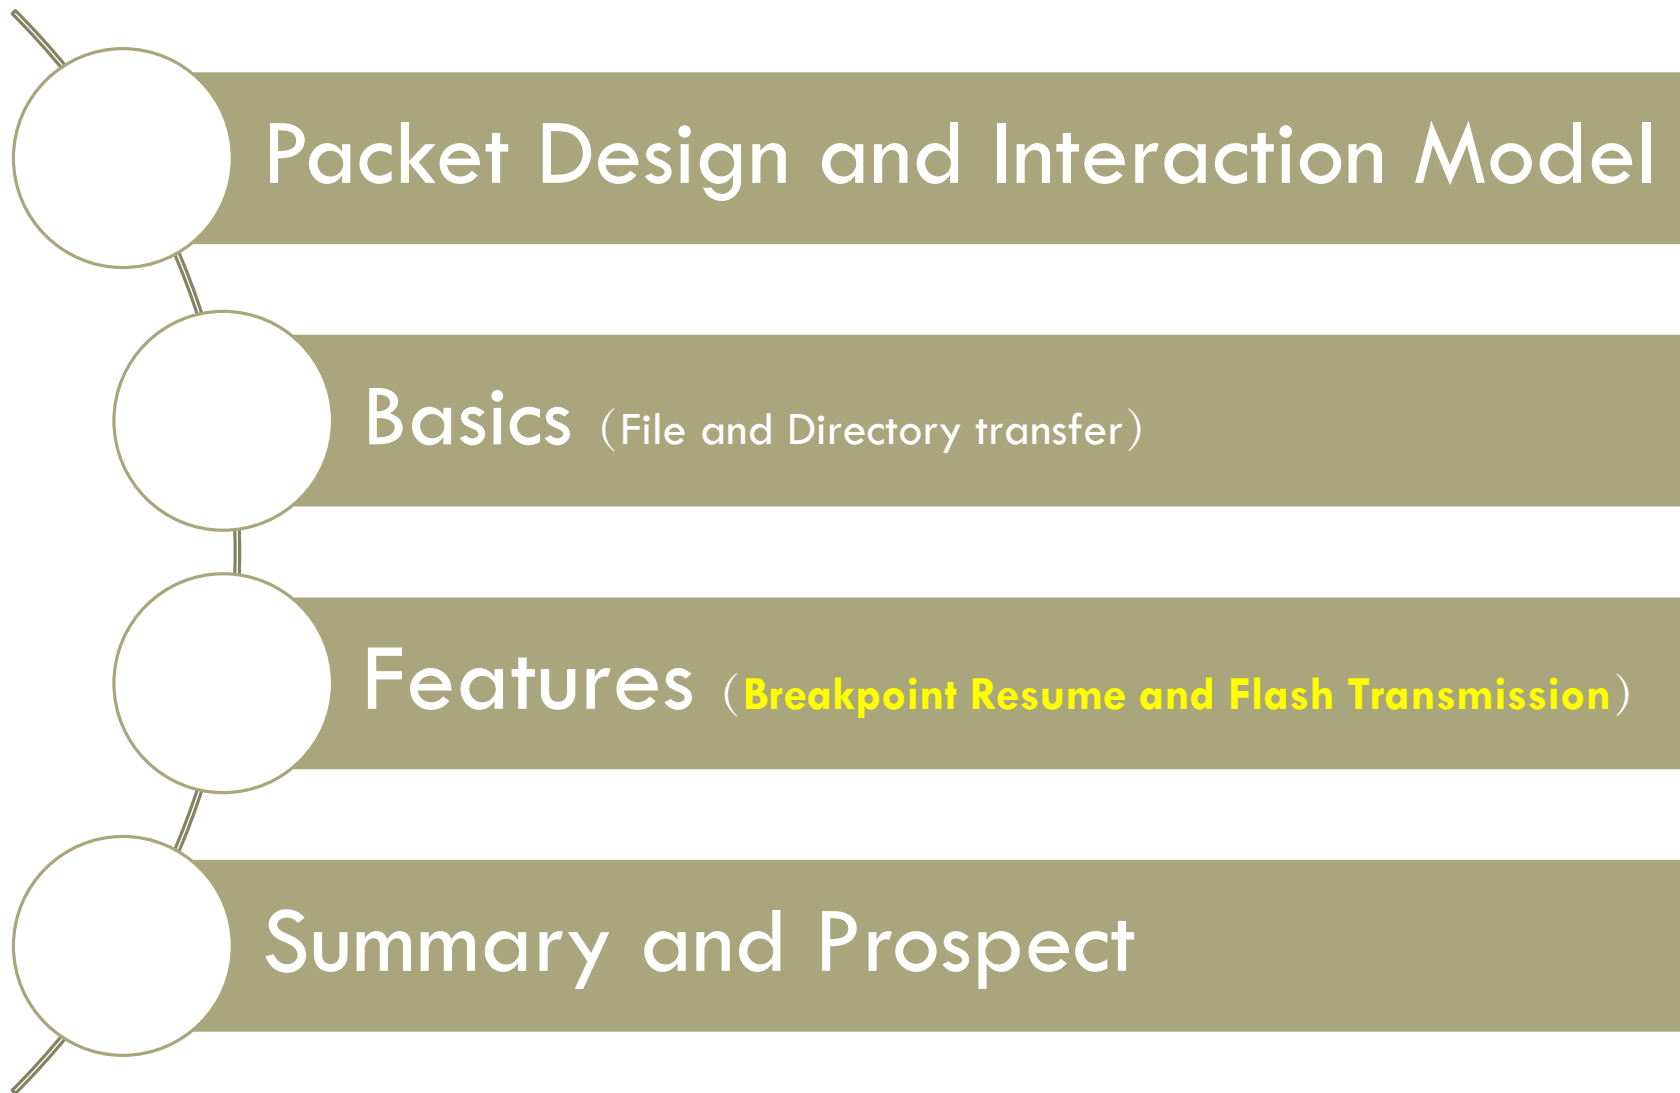 Packet Design and Interaction Model
Basics（File and Directory transfer）
Features（Breakpoint Resume and Flash Transmission）
Summary and Prospect